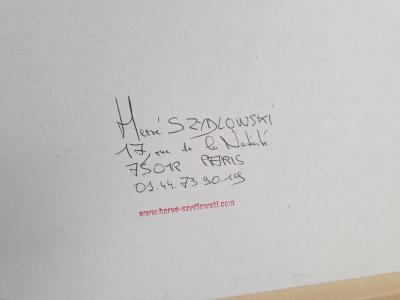 Hervé SZYDLOWSKI
17, rue de la Nativité
75012 PARIS
01.44.73.90.19
www.herve-szydlowski.com